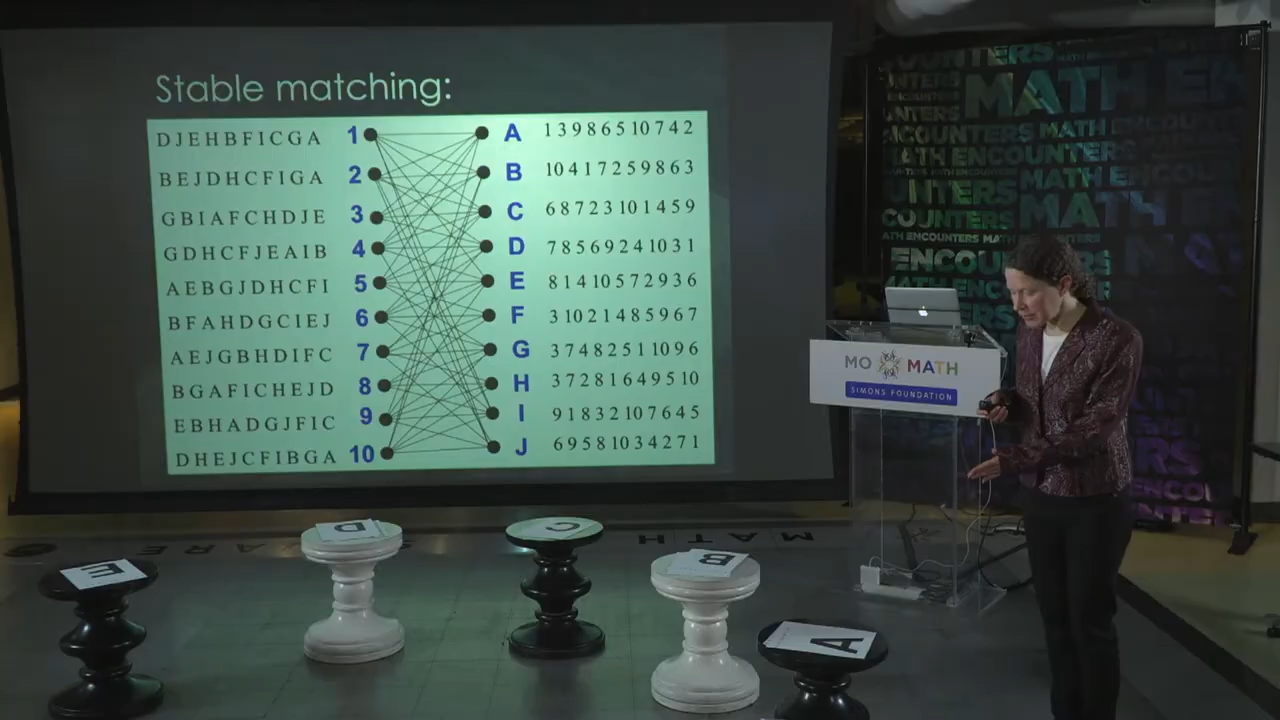 Stable matching:
DJEHBFICGA 1 A 1 3 9 8 6 5 10 7 4 2
BEJDHCFIGA 2 B 10 4 1 7 2 5 9 8 6 3
GBIAFCHDJE 3 C 6 8 7 2 3 10 1 4 5 9
GDHCFJEAIB 4 D 7 8 5 6 9 2 4 10 3 1
AEBGJDHCFI 5 E 8 1 4 10 5 7 2 9 3 6
BFAHDGCIEJ 6 F 3 10 2 1 4 8 5 9 6 7
AEJGBHDIFC 7 G 3 7 4 8 2 5 1 10 9 6
BGAFICHEJD 8 H 3 7 2 8 1 6 4 9 5 10
EBHADGJFIC 9 I 9 1 8 3 2 10 7 6 4 5
DHEJCFIBGA 10 J 6 9 5 8 10 3 4 2 7 1
MATH
MATH ENCOUNTERS
COUNTERS
MATH
ENCOUNTERS
MO MATH
SIMONS FOUNDATION
E
D
C
B
A
MATH